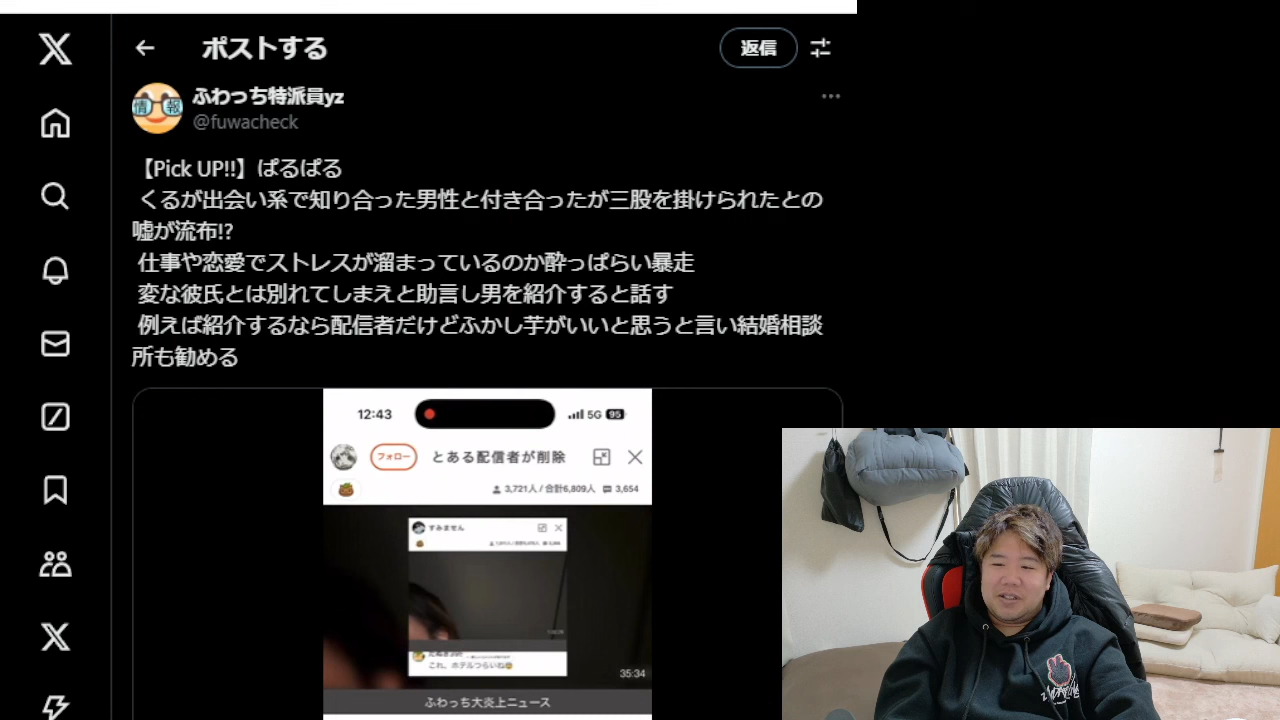 ポストする
返信
情報
ふわっち特派員yz
@fuwacheck
【Pick UP!!】ぱるぱる
くるが出会い系で知り合った男性と付き合ったが三股を掛けられたとの
嘘が流布!?
仕事や恋愛でストレスが溜まっているのか酔っぱらい暴走
変な彼氏とは別れてしまえと助言し男を紹介すると話す
例えば紹介するなら配信者だけどふかし芋がいいと思うと言い結婚相談
所も勧める
12:43
5G 95
フォロー
とある配信者が削除
3,721人 / 合計6,809人 3,654
すみません
これ、ホテルつらいね
35:34
ふわっち大炎上ニュース